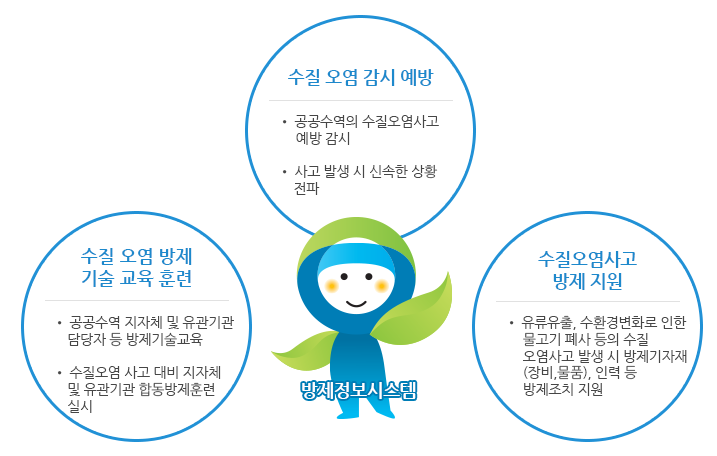 수질 오염 감시 예방
• 공공수역의 수질오염사고
예방 감시
• 사고 발생 시 신속한 상황
전파
수질 오염 방제
기술 교육 훈련
• 공공수역 지자체 및 유관기관
담당자 등 방제기술교육
• 수질오염 사고 대비 지자체
및 유관기관 합동방제훈련
실시
방제정보시스템
수질오염사고
방제 지원
• 유류유출, 수환경변화로 인한
물고기 폐사 등의 수질
오염사고 발생 시 방제기자재
(장비,물품), 인력 등
방제조치 지원